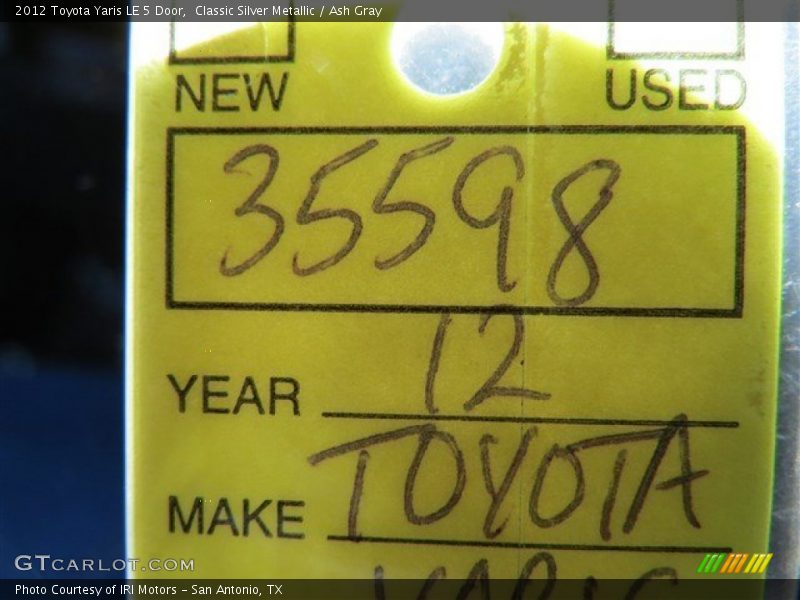 2012 Toyota Yaris LE 5 Door,  Classic Silver Metallic / Ash Gray
NEW USED
35598
YEAR 12
MAKE TOYOTA
YARIS
GTCARLOT.COM
Photo Courtesy of IRI Motors - San Antonio, TX